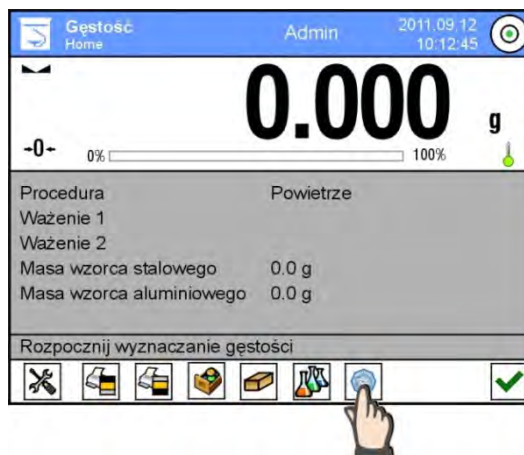 Gęstość Admin 2011.09.12
Home 10:12:45
0.000 g
→0← 0% 100%
Procedura Powietrze
Ważenie 1
Ważenie 2
Masa wzorca stalowego 0.0 g
Masa wzorca aluminiowego 0.0 g
Rozpocznij wyznaczanie gęstości